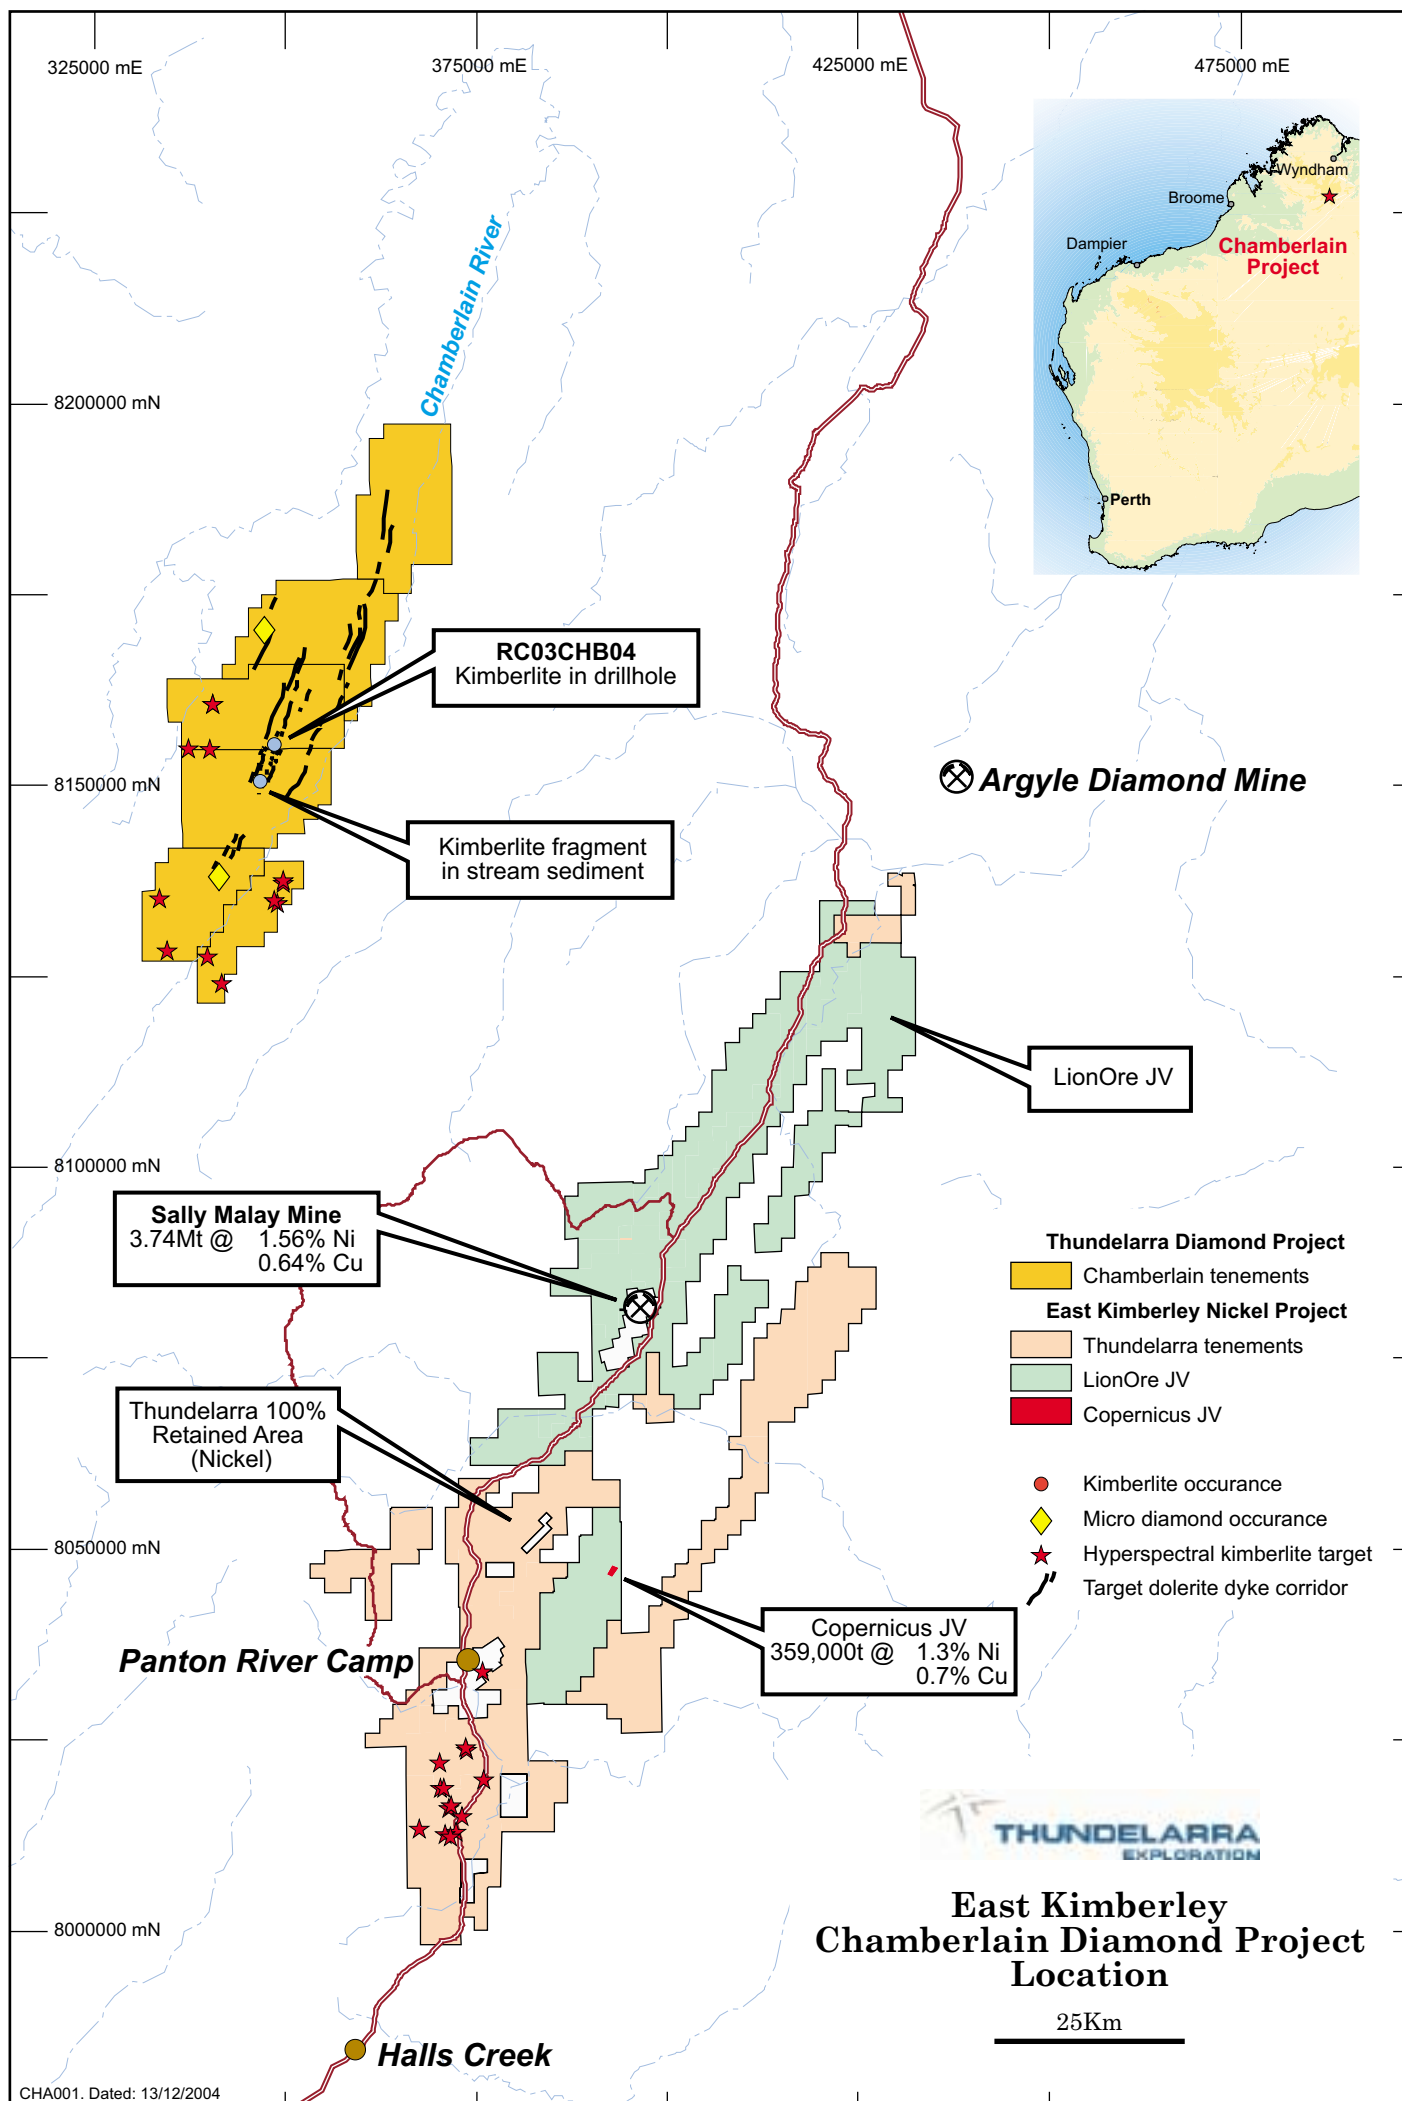 325000 mE
375000 mE
425000 mE
475000 mE
Wyndham
Broome
Dampier
Chamberlain
Project
Perth
Chamberlain River
8200000 mN
RC03CHB04
Kimberlite in drillhole
8150000 mN
Argyle Diamond Mine
Kimberlite fragment
in stream sediment
LionOre JV
8100000 mN
Sally Malay Mine
3.74Mt @ 1.56% Ni
0.64% Cu
Thundelarra Diamond Project
Chamberlain tenements
East Kimberley Nickel Project
Thundelarra tenements
LionOre JV
Copernicus JV
Thundelarra 100%
Retained Area
(Nickel)
Kimberlite occurance
Micro diamond occurance
Hyperspectral kimberlite target
Target dolerite dyke corridor
8050000 mN
Copernicus JV
359,000t @ 1.3% Ni
0.7% Cu
Panton River Camp
THUNDELARRA
EXPLORATION
8000000 mN
East Kimberley
Chamberlain Diamond Project
Location
25Km
Halls Creek
CHA001. Dated: 13/12/2004